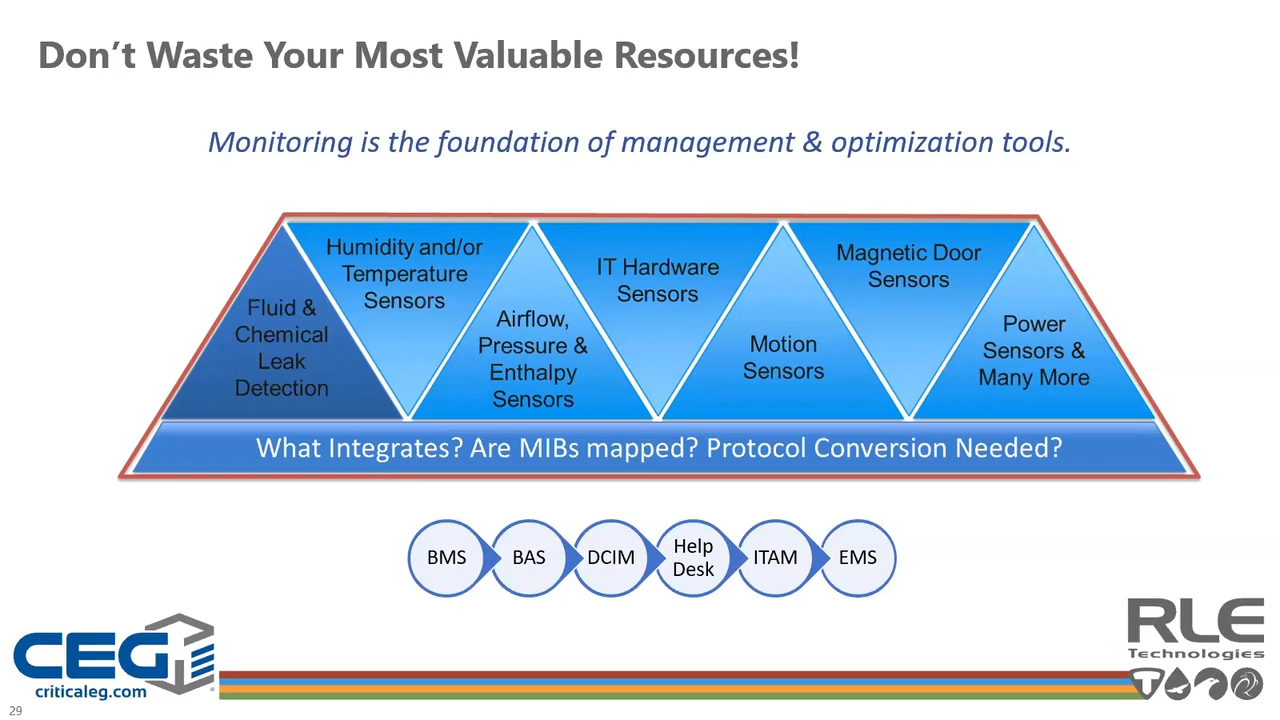 Don’t Waste Your Most Valuable Resources!
Monitoring is the foundation of management & optimization tools.
Fluid &
Chemical
Leak
Detection
Humidity and/or
Temperature
Sensors
Airflow,
Pressure &
Enthalpy
Sensors
IT Hardware
Sensors
Motion
Sensors
Magnetic Door
Sensors
Power
Sensors &
Many More
What Integrates? Are MIBs mapped? Protocol Conversion Needed?
BMS
BAS
DCIM
Help
Desk
ITAM
EMS
CEG
criticaleg.com
RLE
Technologies
29